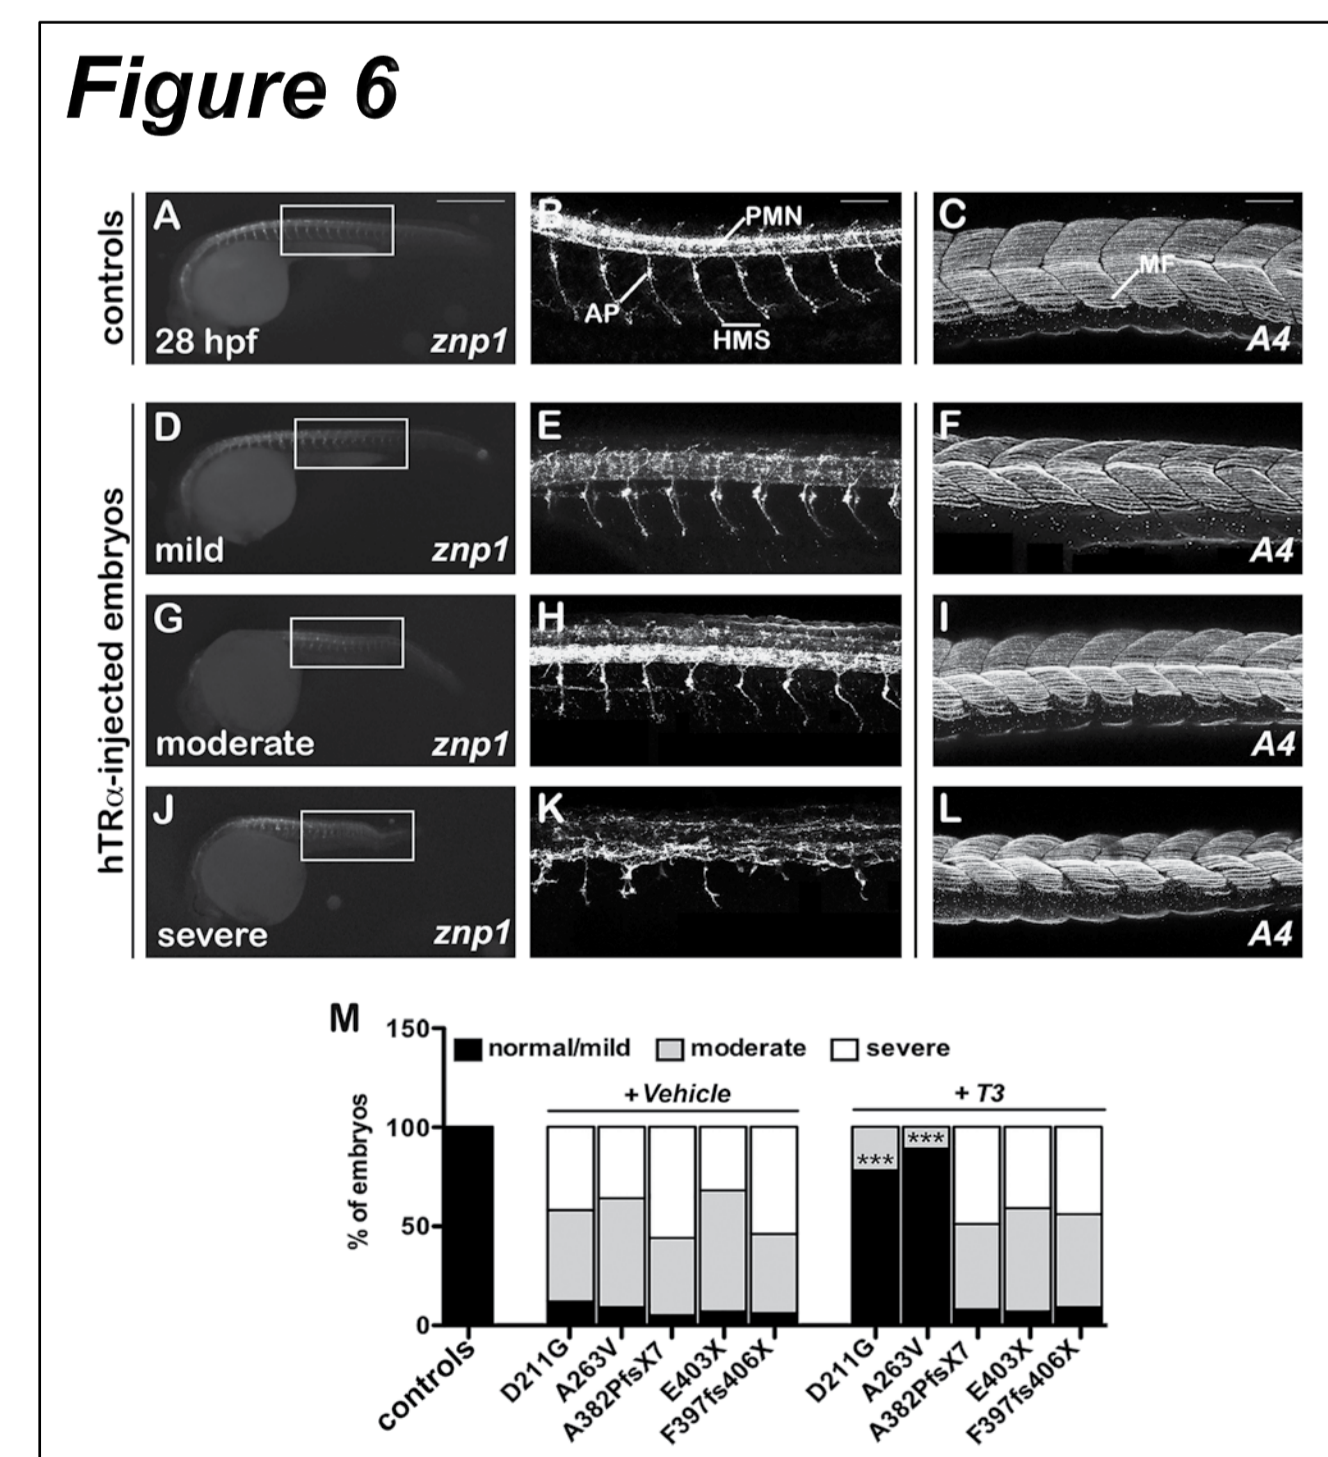 Figure 6
controls
A
28 hpf
znp1
B
PMN
AP
HMS
C
MF
A4
hTRα-injected embryos
D
mild
znp1
E
F
A4
G
moderate
znp1
H
I
A4
J
severe
znp1
K
L
A4
M
150
normal/mild
moderate
severe
+ Vehicle
+ T3
100
***
***
50
0
% of embryos
controls
D211G
A263V
A382PfsX7
E403X
F397fs406X
D211G
A263V
A382PfsX7
E403X
F397fs406X